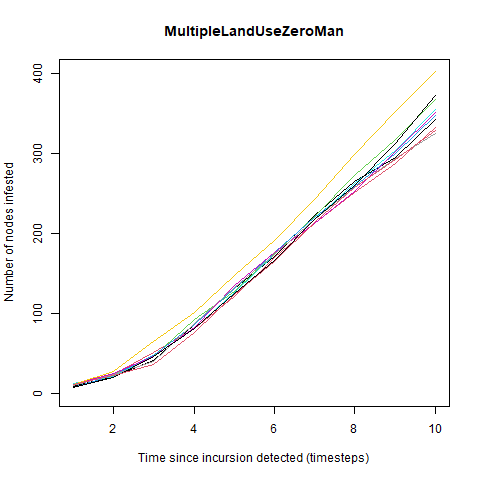 MultipleLandUseZeroMan
Number of nodes infested
400
300
200
100
0
2 4 6 8 10
Time since incursion detected (timesteps)